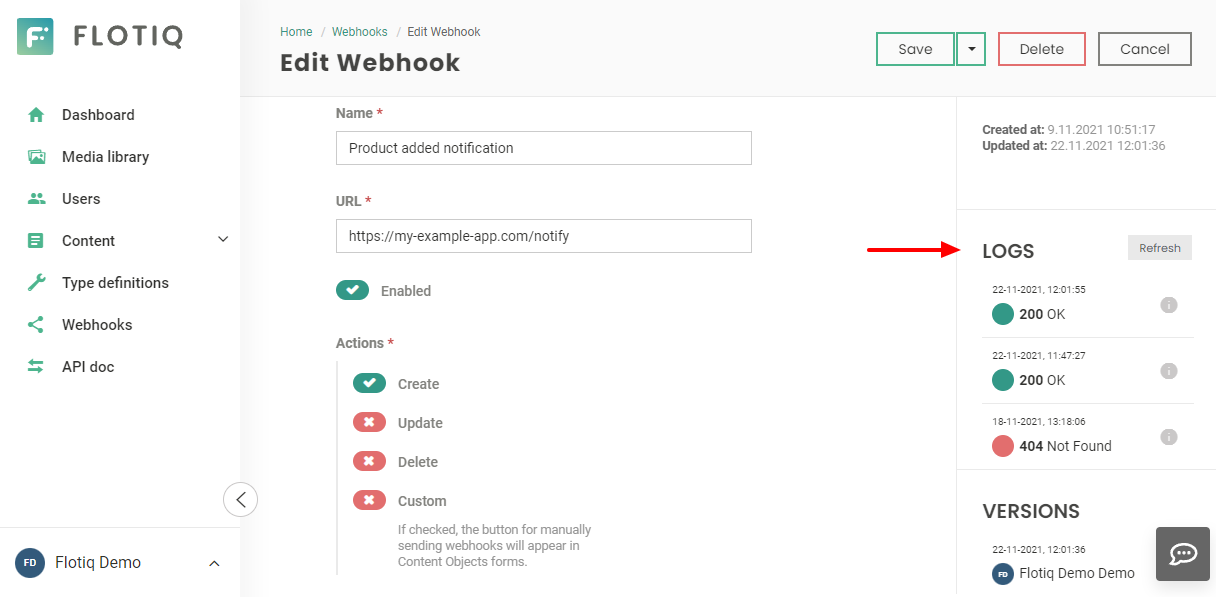 FLOTIQ
Dashboard
Media library
Users
Content
Type definitions
Webhooks
API doc
FD Flotiq Demo
Home / Webhooks / Edit Webhook
Edit Webhook
Save
Delete
Cancel
Name *
Product added notification
URL *
https://my-example-app.com/notify
Enabled
Actions *
Create
Update
Delete
Custom
If checked, the button for manually
sending webhooks will appear in
Content Objects forms.
Created at: 9.11.2021 10:51:17
Updated at: 22.11.2021 12:01:36
LOGS
Refresh
22-11-2021, 12:01:55
200 OK
22-11-2021, 11:47:27
200 OK
18-11-2021, 13:18:06
404 Not Found
VERSIONS
22-11-2021, 12:01:36
FD Flotiq Demo Demo